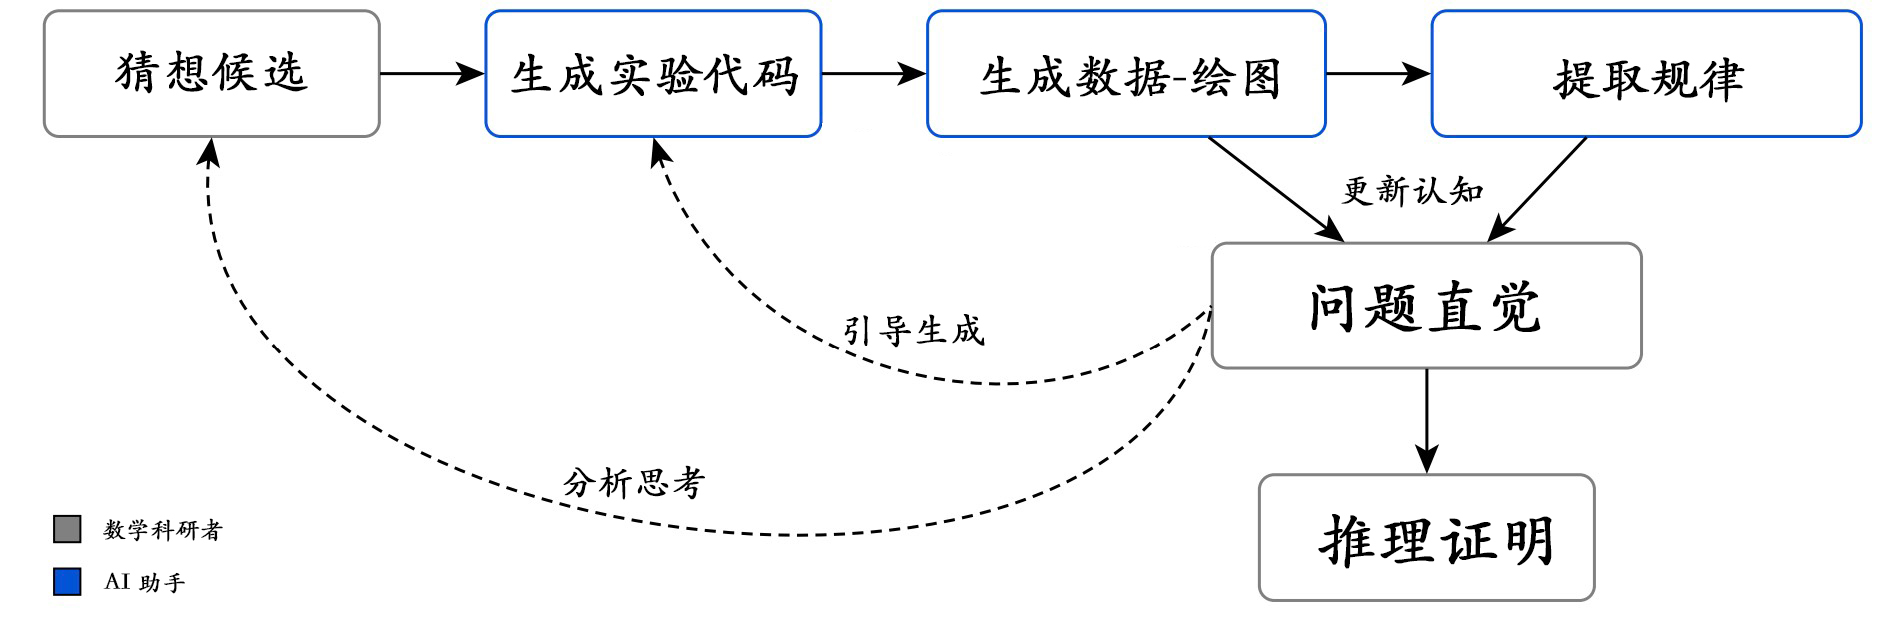 猜想候选
生成实验代码
生成数据-绘图
提取规律
更新认知
问题直觉
引导生成
分析思考
推理证明
数学科研者
AI 助手